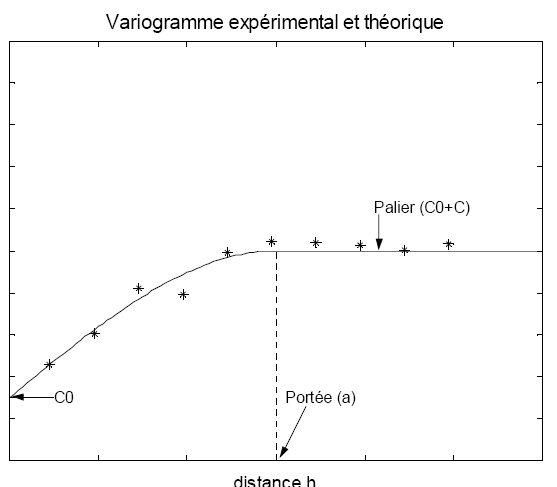 Variogramme expérimental et théorique
Palier (C0+C)
C0
Portée (a)
distance h